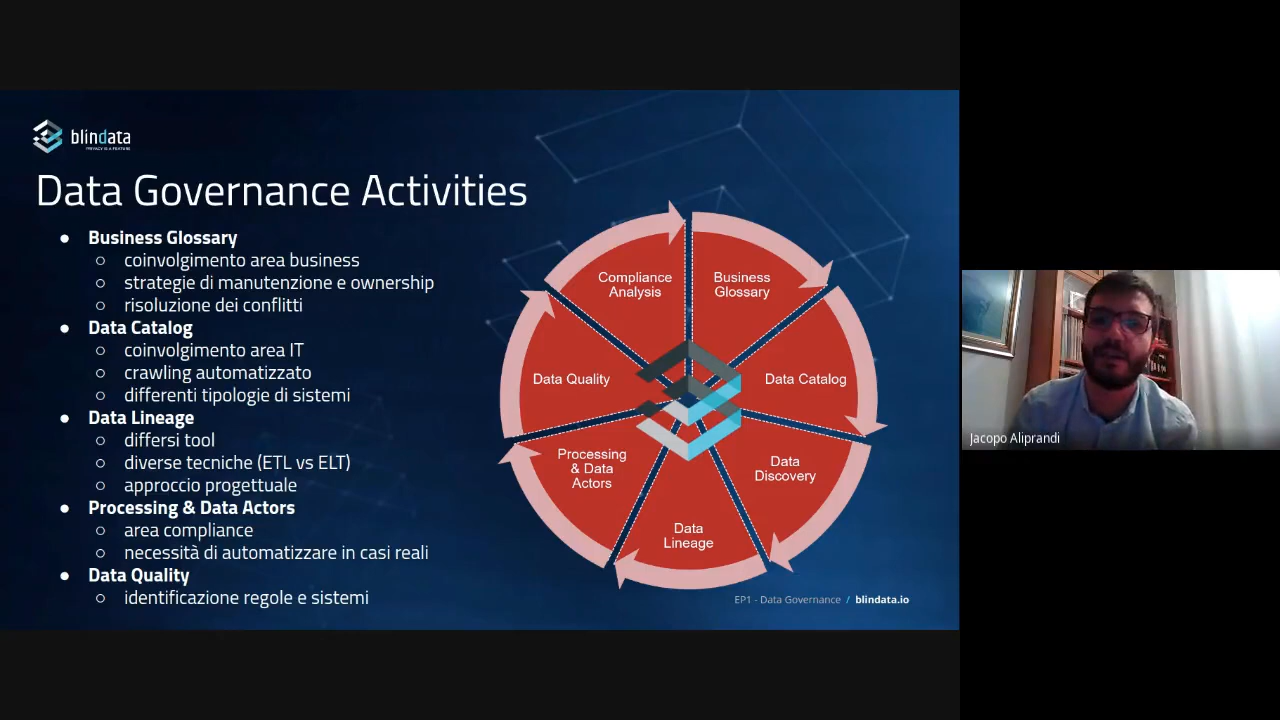 blindata
PRIVACY IS A FEATURE
Data Governance Activities
● Business Glossary
○ coinvolgimento area business
○ strategie di manutenzione e ownership
○ risoluzione dei conflitti
● Data Catalog
○ coinvolgimento area IT
○ crawling automatizzato
○ differenti tipologie di sistemi
● Data Lineage
○ differsi tool
○ diverse tecniche (ETL vs ELT)
○ approccio progettuale
● Processing & Data Actors
○ area compliance
○ necessità di automatizzare in casi reali
● Data Quality
○ identificazione regole e sistemi
Compliance
Analysis
Business
Glossary
Data Quality
Data Catalog
Processing
& Data
Actors
Data
Discovery
Data
Lineage
EP1 - Data Governance / blindata.io
Jacopo Aliprandi